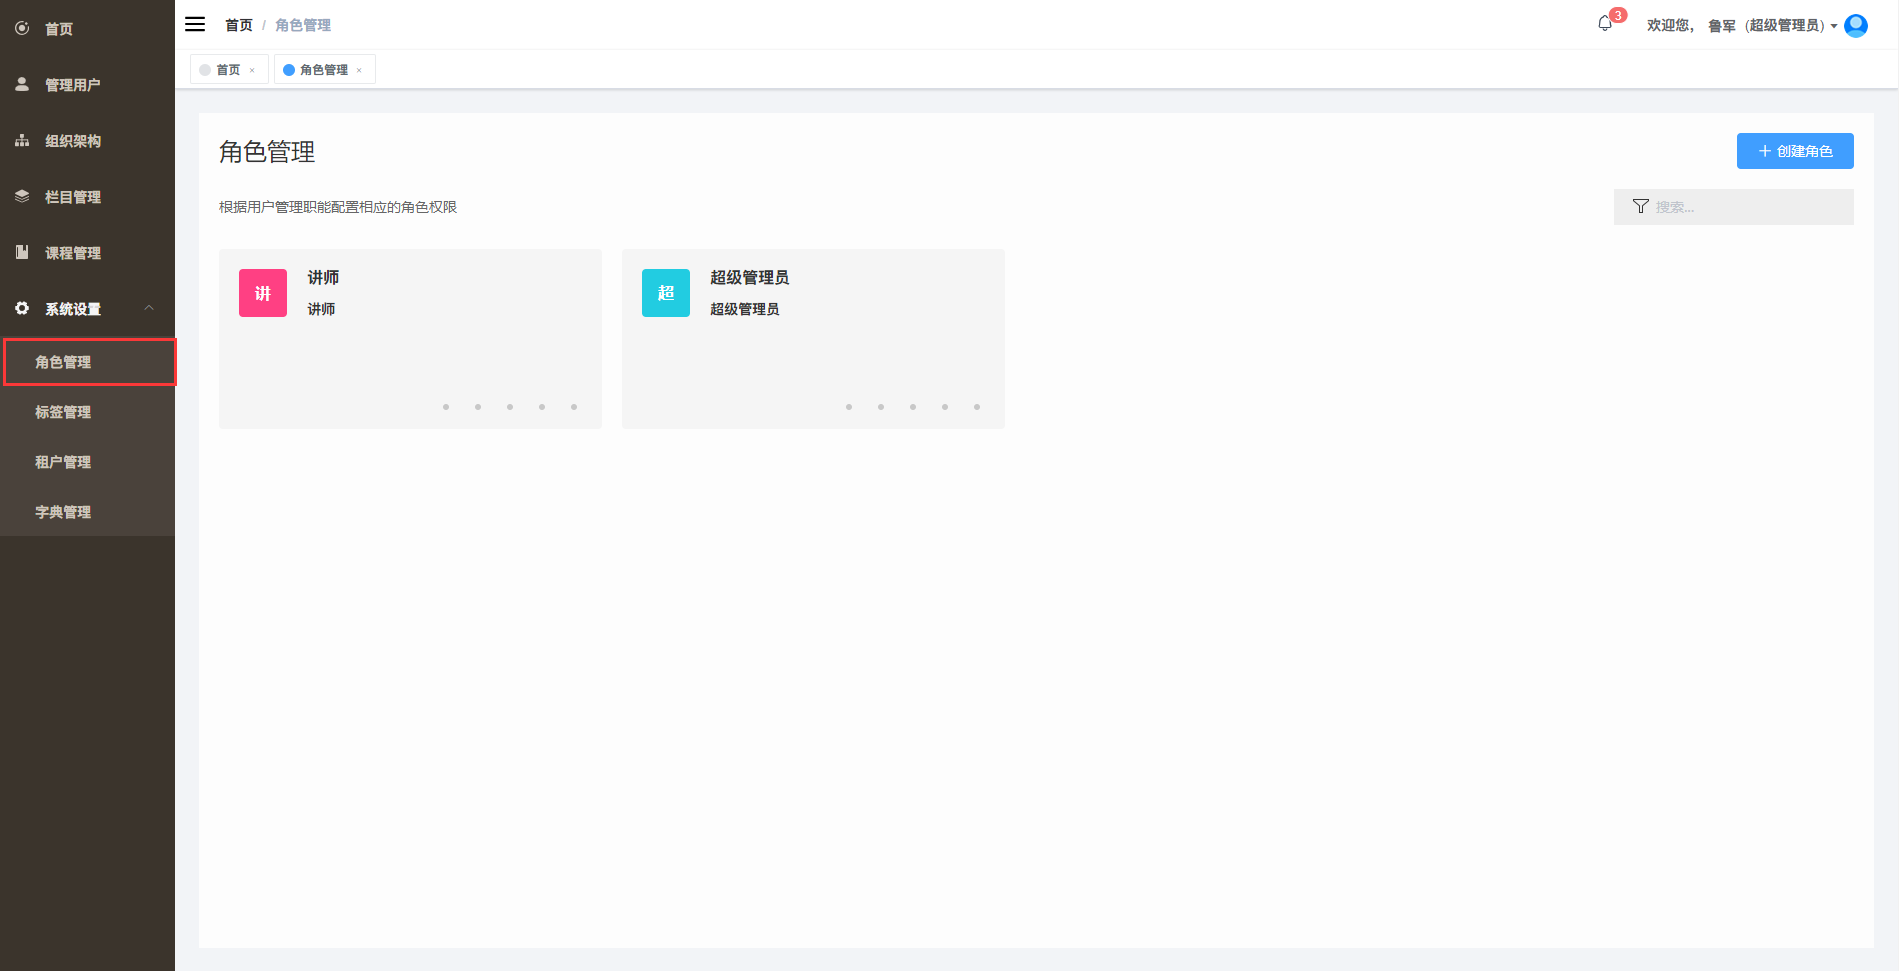 首页
管理用户
组织架构
栏目管理
课程管理
系统设置
角色管理
标签管理
租户管理
字典管理
首页 / 角色管理
3
欢迎您， 鲁军（超级管理员）
首页 ×
角色管理 ×
角色管理
+ 创建角色
根据用户管理职能配置相应的角色权限
搜索...
讲
讲师
讲师
超
超级管理员
超级管理员